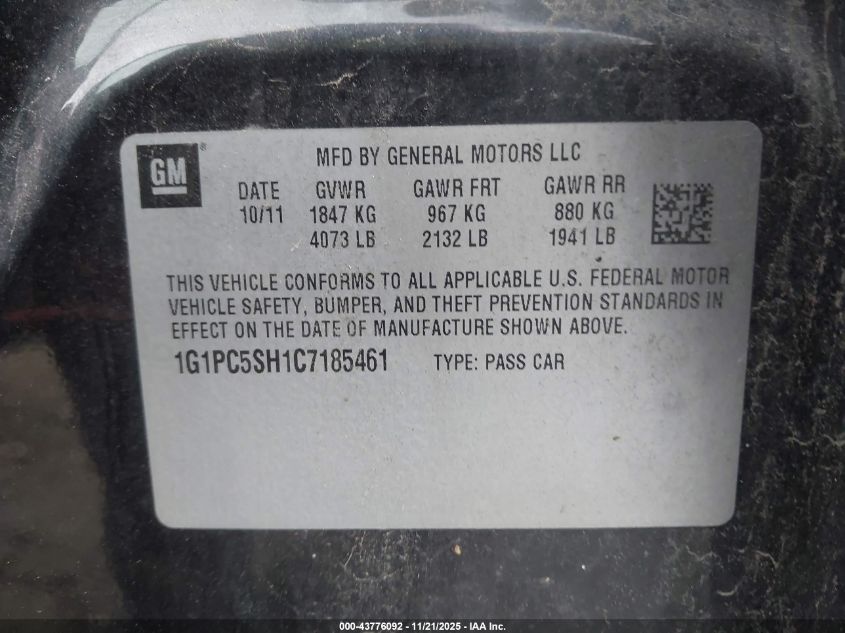 GM
MFD BY GENERAL MOTORS LLC
DATE GVWR GAWR FRT GAWR RR
10/11 1847 KG 967 KG 880 KG
4073 LB 2132 LB 1941 LB
THIS VEHICLE CONFORMS TO ALL APPLICABLE U.S. FEDERAL MOTOR
VEHICLE SAFETY, BUMPER, AND THEFT PREVENTION STANDARDS IN
EFFECT ON THE DATE OF MANUFACTURE SHOWN ABOVE.
1G1PC5SH1C7185461 TYPE: PASS CAR
000-43776092 - 11/21/2025 - IAA Inc.